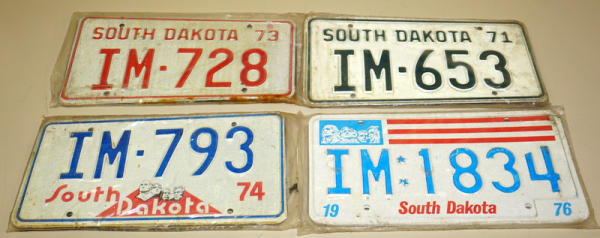 SOUTH DAKOTA 73
IM-728
SOUTH DAKOTA 71
IM-653
IM-793
South Dakota 74
IM 1834
19 South Dakota 76